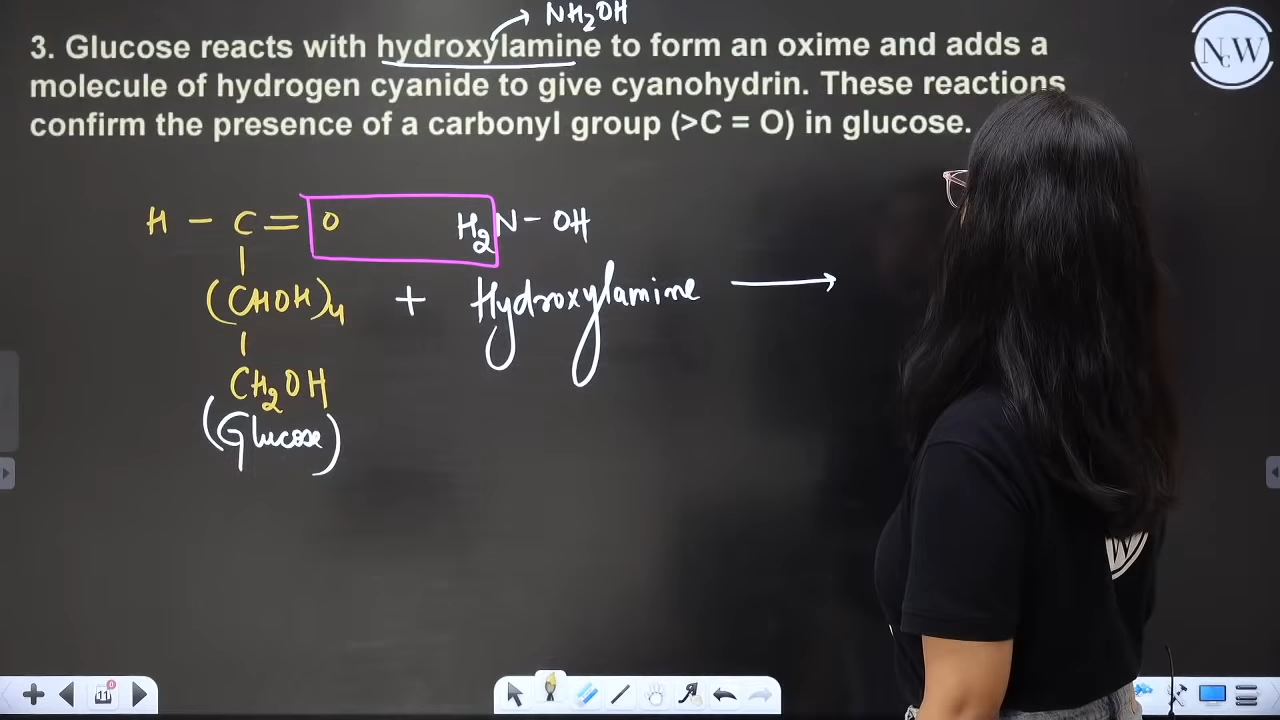 NH₂OH
3. Glucose reacts with hydroxylamine to form an oxime and adds a
molecule of hydrogen cyanide to give cyanohydrin. These reactions
confirm the presence of a carbonyl group (>C = O) in glucose.
NCW
H - C = O H₂N - OH
(CHOH)₄ + Hydroxylamine →
CH₂OH
(Glucose)
W
11